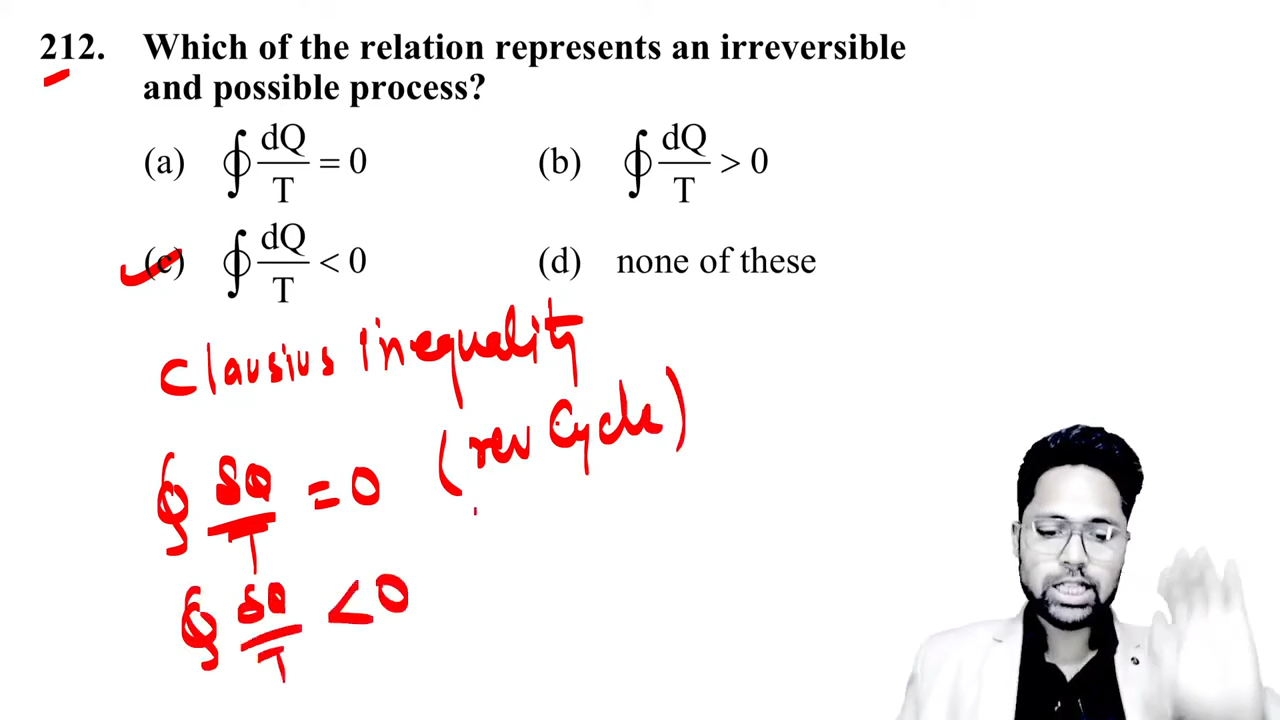 212. Which of the relation represents an irreversible
and possible process?
(a) ∮ dQ/T = 0 (b) ∮ dQ/T > 0
(c) ∮ dQ/T < 0 (d) none of these
Clausius inequality
∮ δQ/T = 0 (rev Cycle)
∮ δQ/T < 0